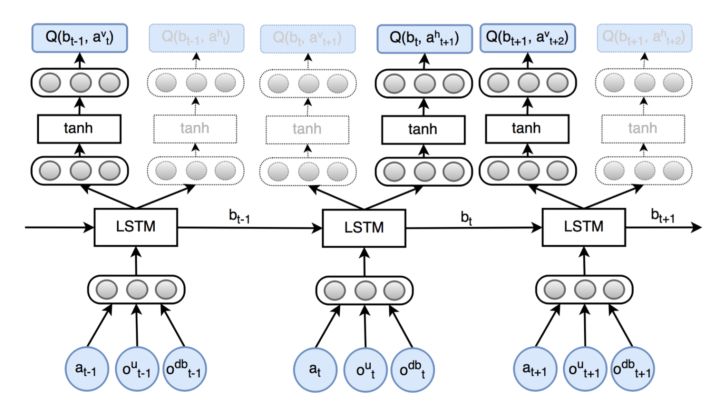 Q(b_{t-1}, a^v_t) Q(b_{t-1}, a^h_t) Q(b_t, a^v_{t+1}) Q(b_t, a^h_{t+1}) Q(b_{t+1}, a^v_{t+2}) Q(b_{t+1}, a^h_{t+2})
tanh tanh tanh tanh tanh tanh
LSTM b_{t-1} LSTM b_t LSTM b_{t+1}
a_{t-1} o^u_{t-1} o^{db}_{t-1} a_t o^u_t o^{db}_t a_{t+1} o^u_{t+1} o^{db}_{t+1}